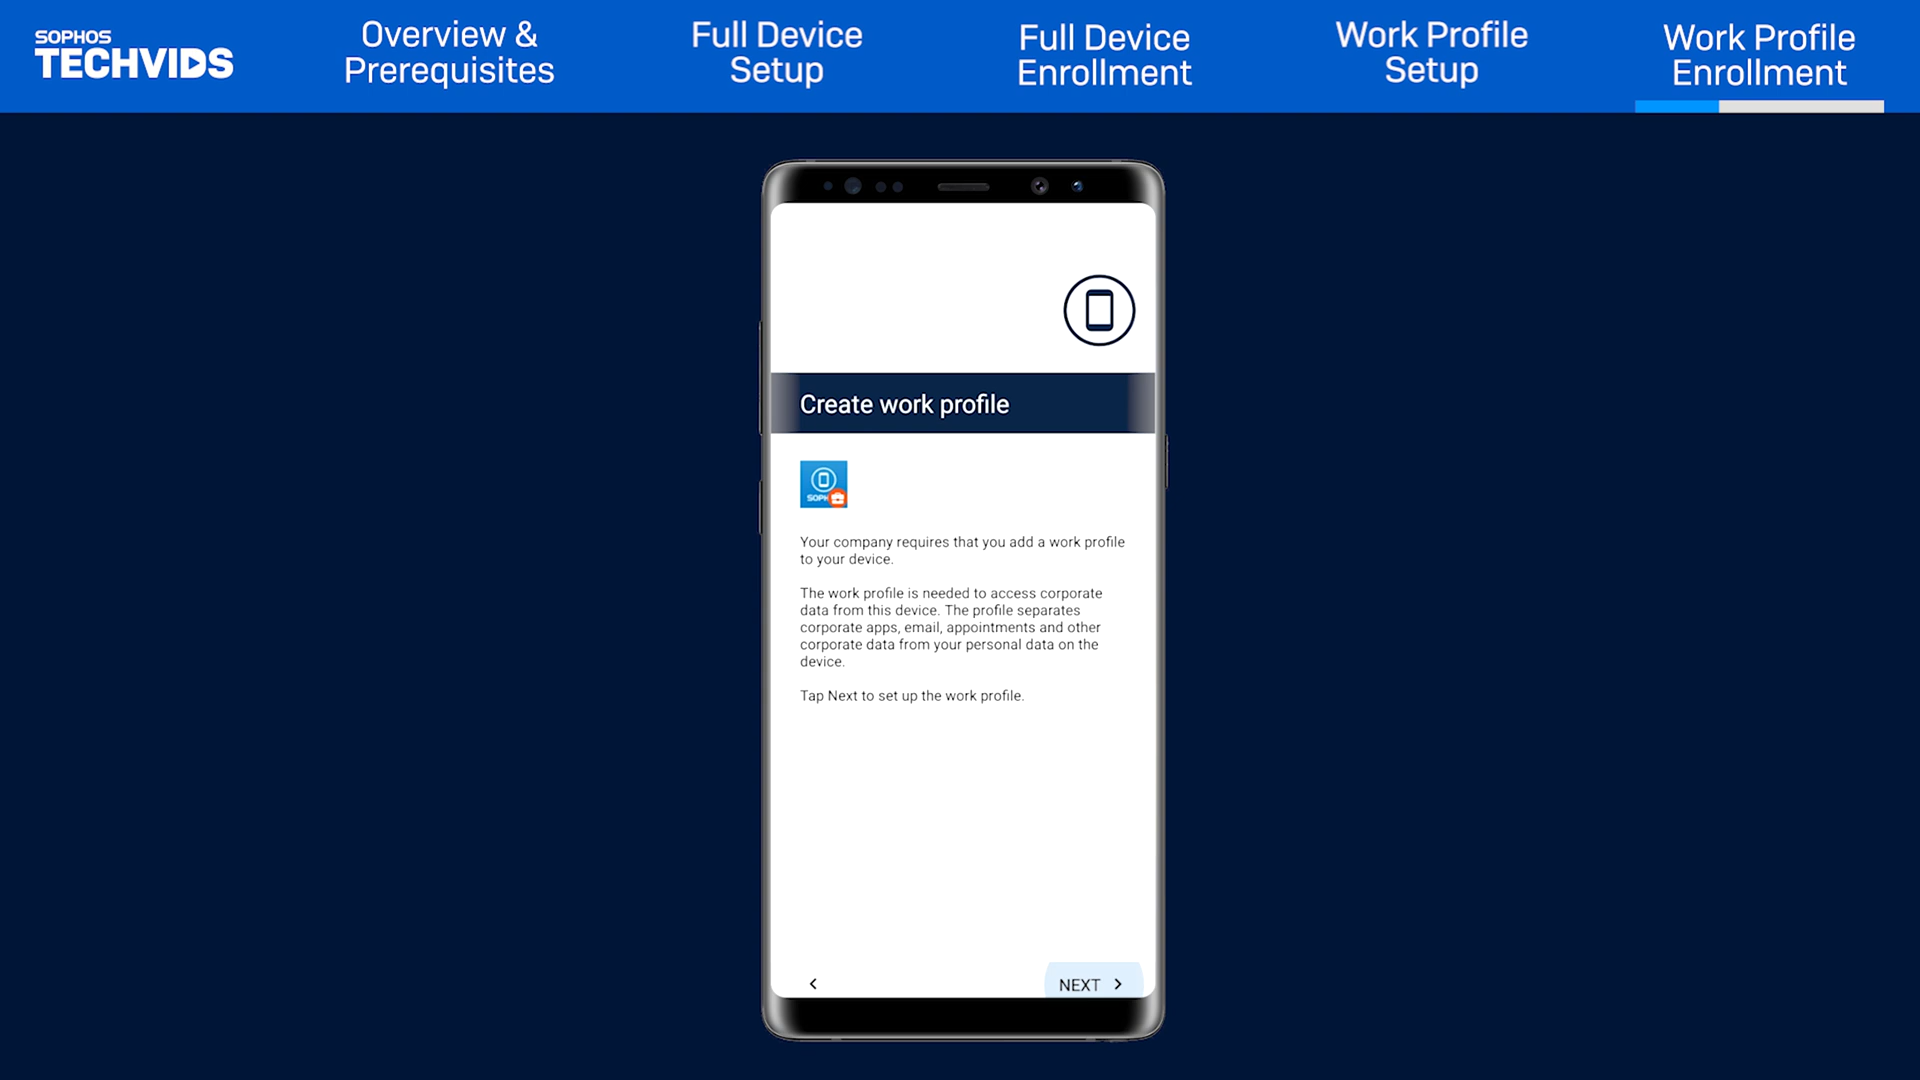 SOPHOS
TECHVIDS
Overview &
Prerequisites
Full Device
Setup
Full Device
Enrollment
Work Profile
Setup
Work Profile
Enrollment
Create work profile
Your company requires that you add a work profile
to your device.
The work profile is needed to access corporate
data from this device. The profile separates
corporate apps, email, appointments and other
corporate data from your personal data on the
device.
Tap Next to set up the work profile.
NEXT